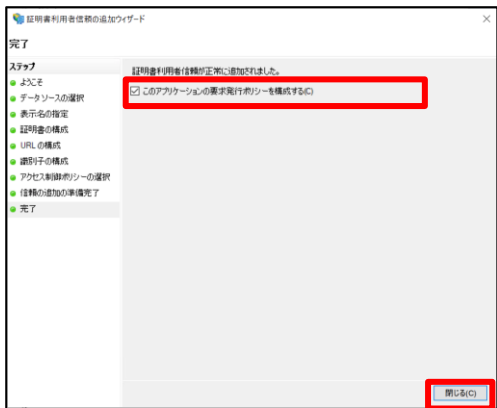 証明書利用者信頼の追加ウィザード
完了
ステップ
ようこそ
データソースの選択
表示名の指定
証明書の構成
URL の構成
識別子の構成
アクセス制御ポリシーの選択
信頼の追加の準備完了
完了
証明書利用者信頼が正常に追加されました。
このアプリケーションの要求発行ポリシーを構成する(C)
閉じる(C)